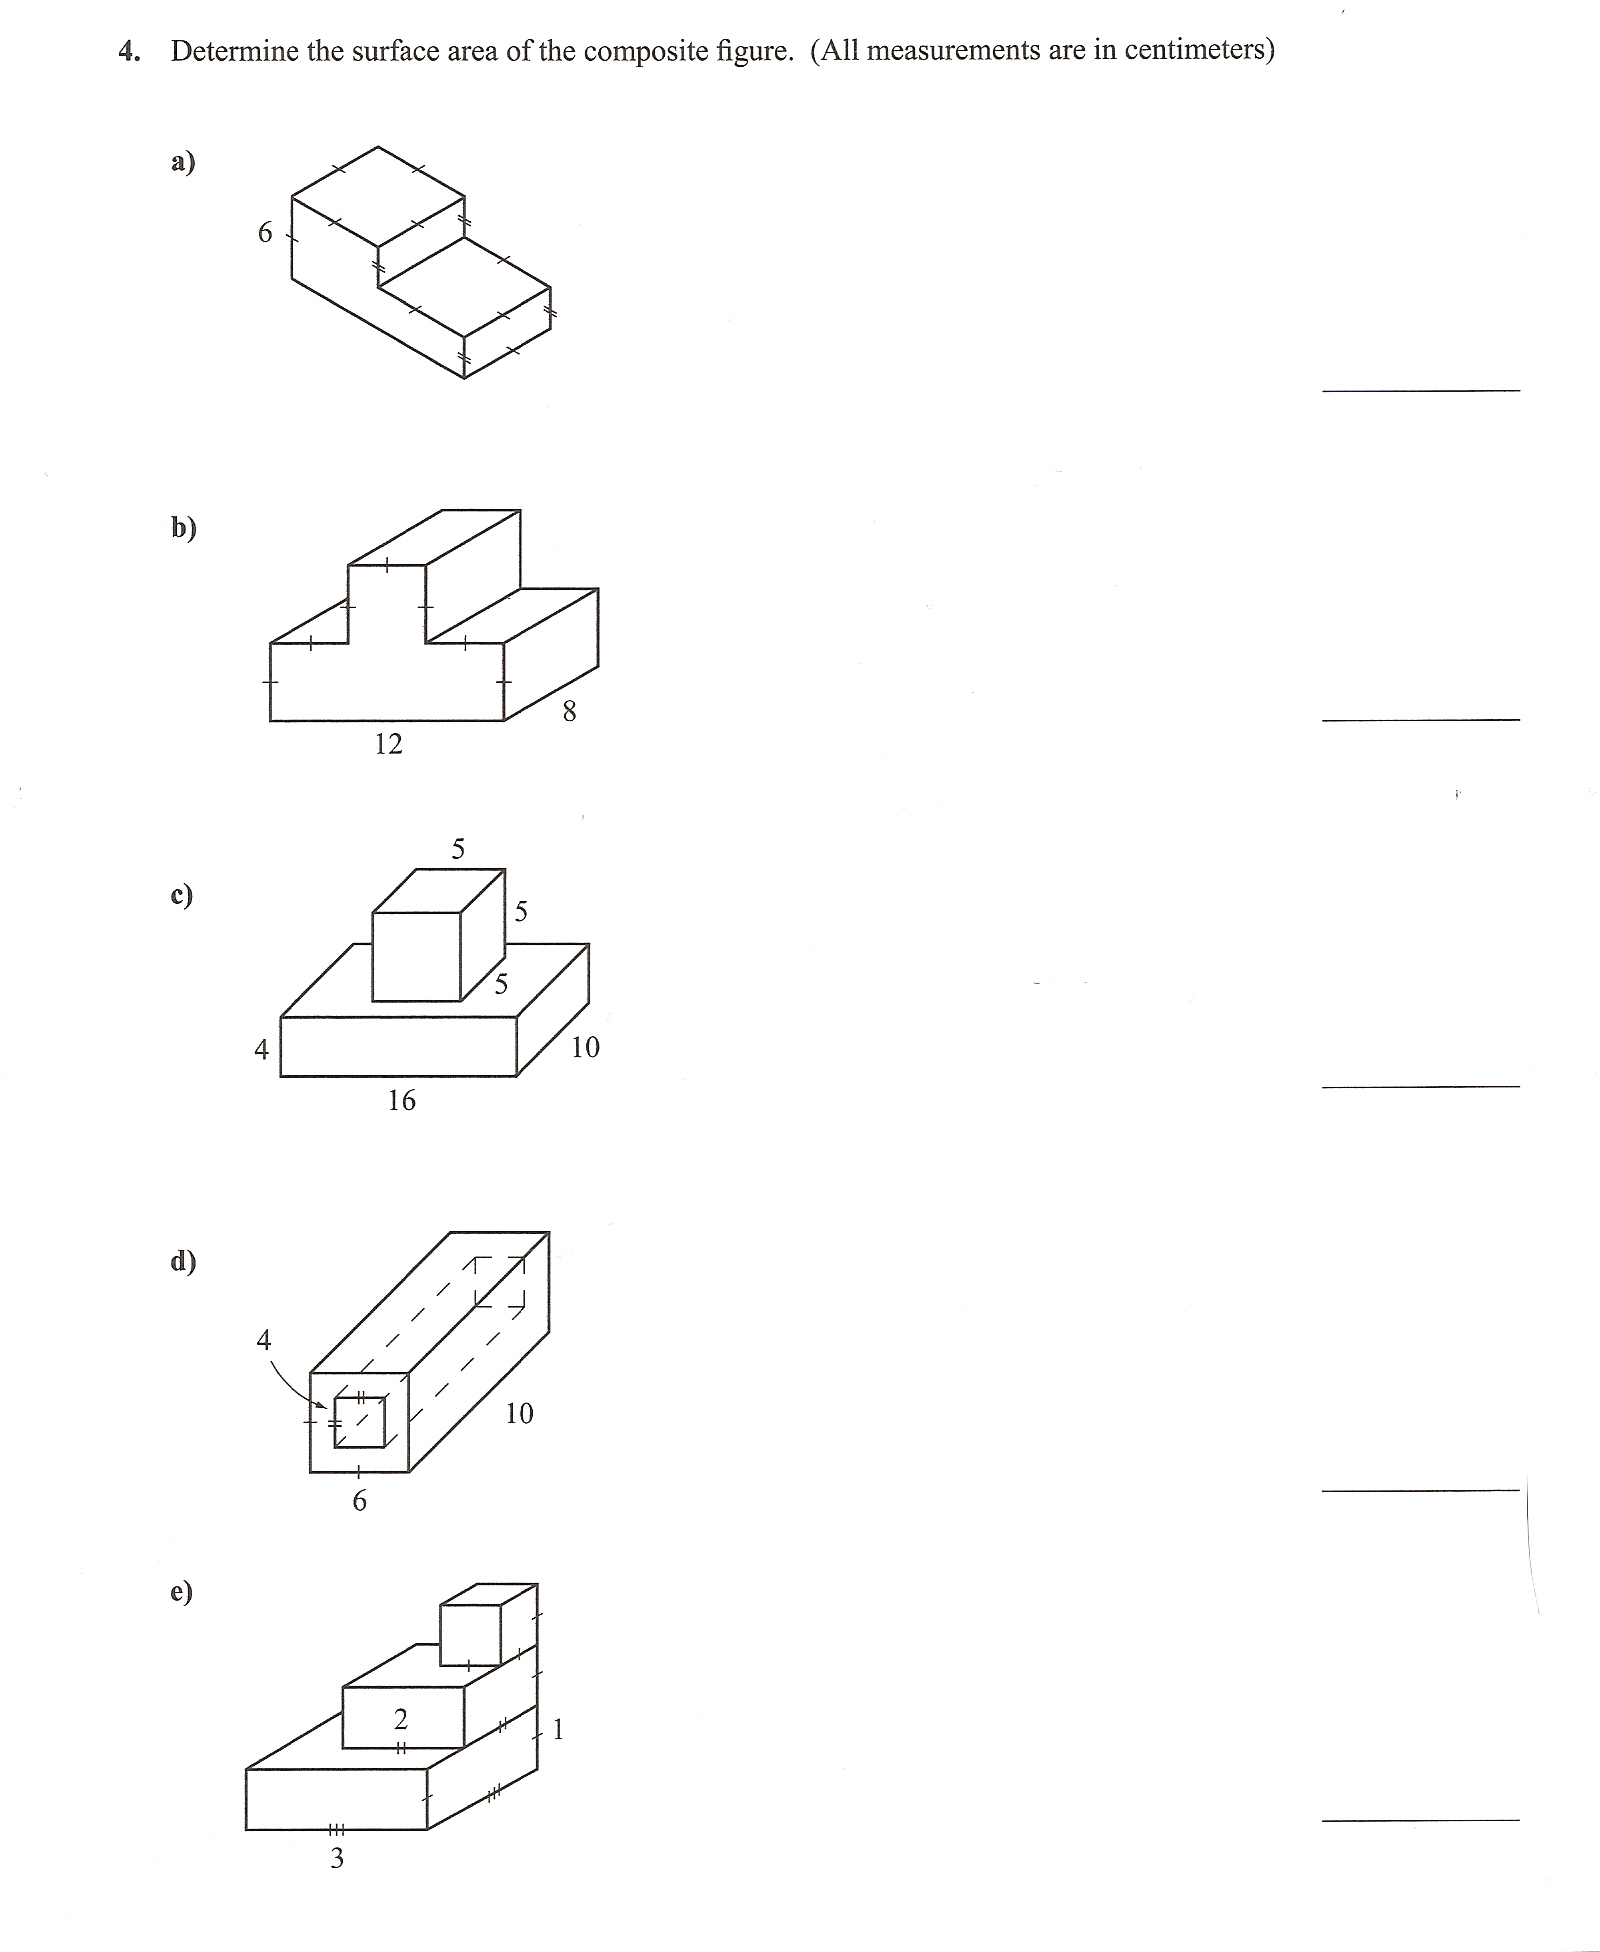 4. Determine the surface area of the composite figure. (All measurements are in centimeters)
a)
6
b)
8
12
5
c)
5
5
4
10
16
d)
4
10
6
e)
2
1
3